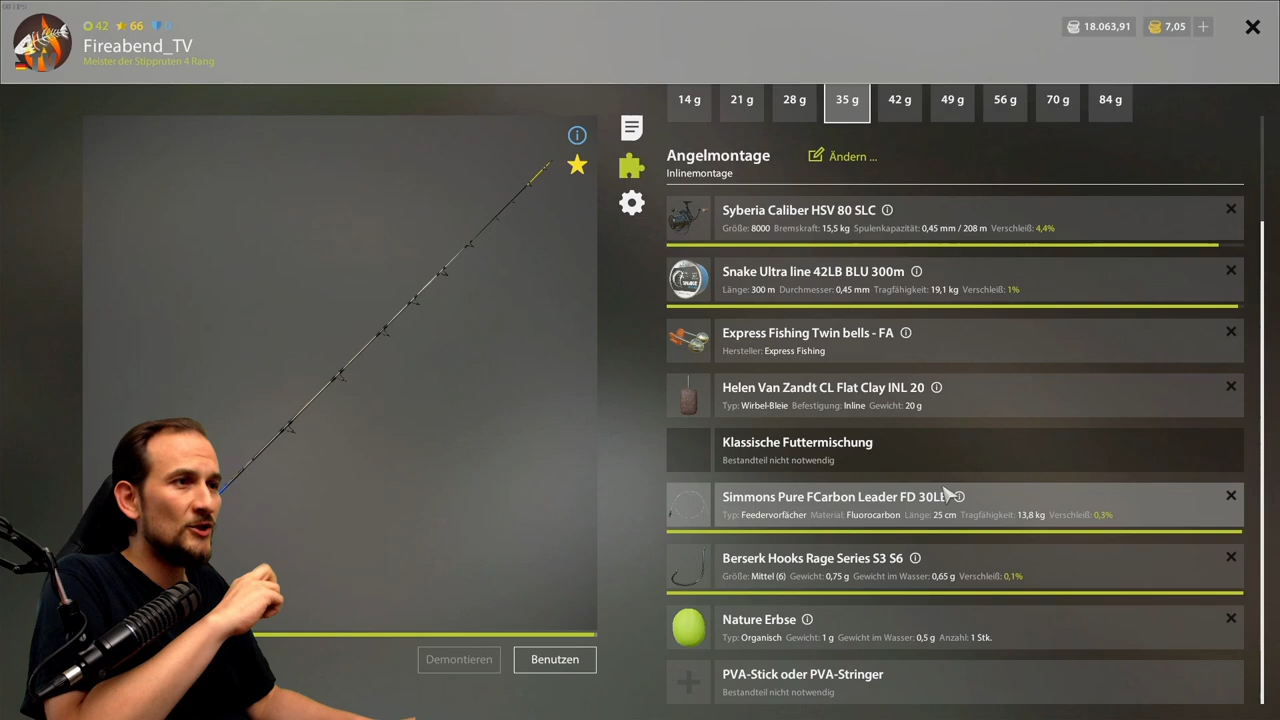 42 66
18.063,91 7,05 +
Fireabend_TV
Meister der Stippruten 4 Rang
14 g 21 g 28 g 35 g 42 g 49 g 56 g 70 g 84 g
Angelmontage Ändern ...
Inlinemontage
Syberia Caliber HSV 80 SLC
Größe: 8000 Bremskraft: 15,5 kg Spulenkapazität: 0,45 mm / 208 m Verschleiß: 4,4%
Snake Ultra line 42LB BLU 300m
Länge: 300 m Durchmesser: 0,45 mm Tragfähigkeit: 19,1 kg Verschleiß: 1%
Express Fishing Twin bells - FA
Hersteller: Express Fishing
Helen Van Zandt CL Flat Clay INL 20
Typ: Wirbel-Bleie Befestigung: Inline Gewicht: 20 g
Klassische Futtermischung
Bestandteil nicht notwendig
Simmons Pure FCarbon Leader FD
Typ: Feedervorfächer Material: Fluorocarbon Länge: 25 cm Tragfähigkeit: 13,8 kg Verschleiß: 0,3%
Berserk Hooks Rage Series S3 S6
Größe: Mittel (6) Gewicht: 0,75 g Gewicht im Wasser: 0,65 g Verschleiß: 0,1%
Nature Erbse
Typ: Organisch Gewicht: 1 g Gewicht im Wasser: 0,5 g Anzahl: 1 Stk.
PVA-Stick oder PVA-Stringer
Bestandteil nicht notwendig
Demontieren Benutzen